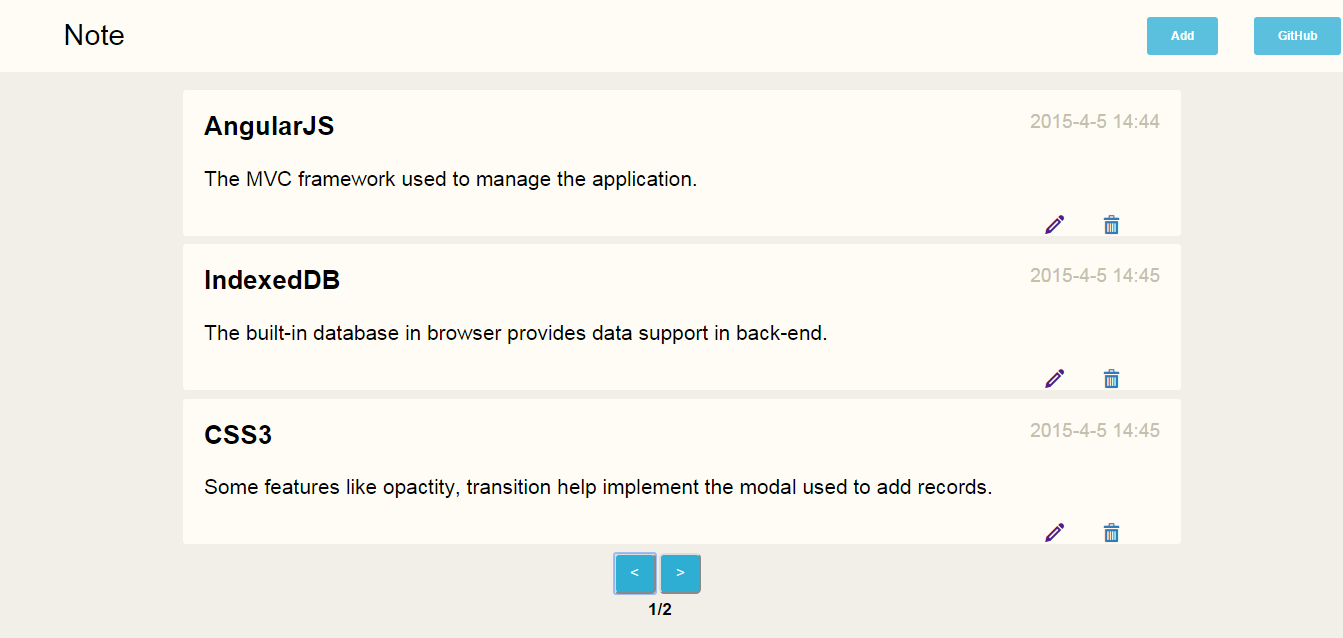 Note
Add
GitHub
AngularJS
2015-4-5 14:44
The MVC framework used to manage the application.
IndexedDB
2015-4-5 14:45
The built-in database in browser provides data support in back-end.
CSS3
2015-4-5 14:45
Some features like opactity, transition help implement the modal used to add records.
< >
1/2